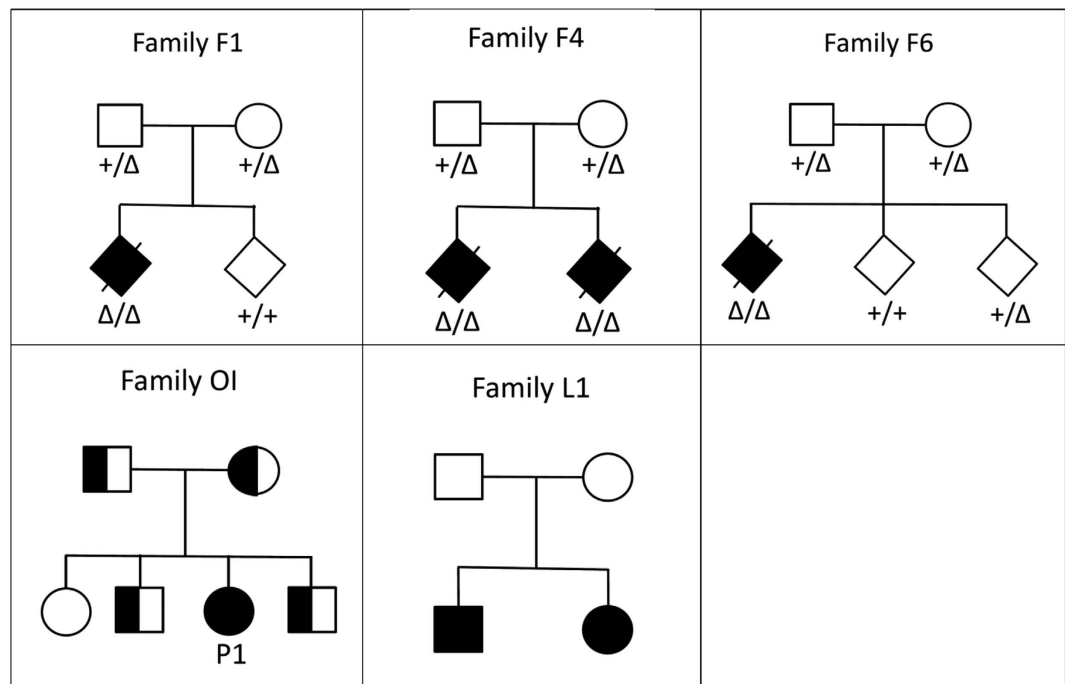 Family F1
+/Δ +/Δ
Δ/Δ +/+
Family F4
+/Δ +/Δ
Δ/Δ Δ/Δ
Family F6
+/Δ +/Δ
Δ/Δ +/+ +/Δ
Family OI
P1
Family L1